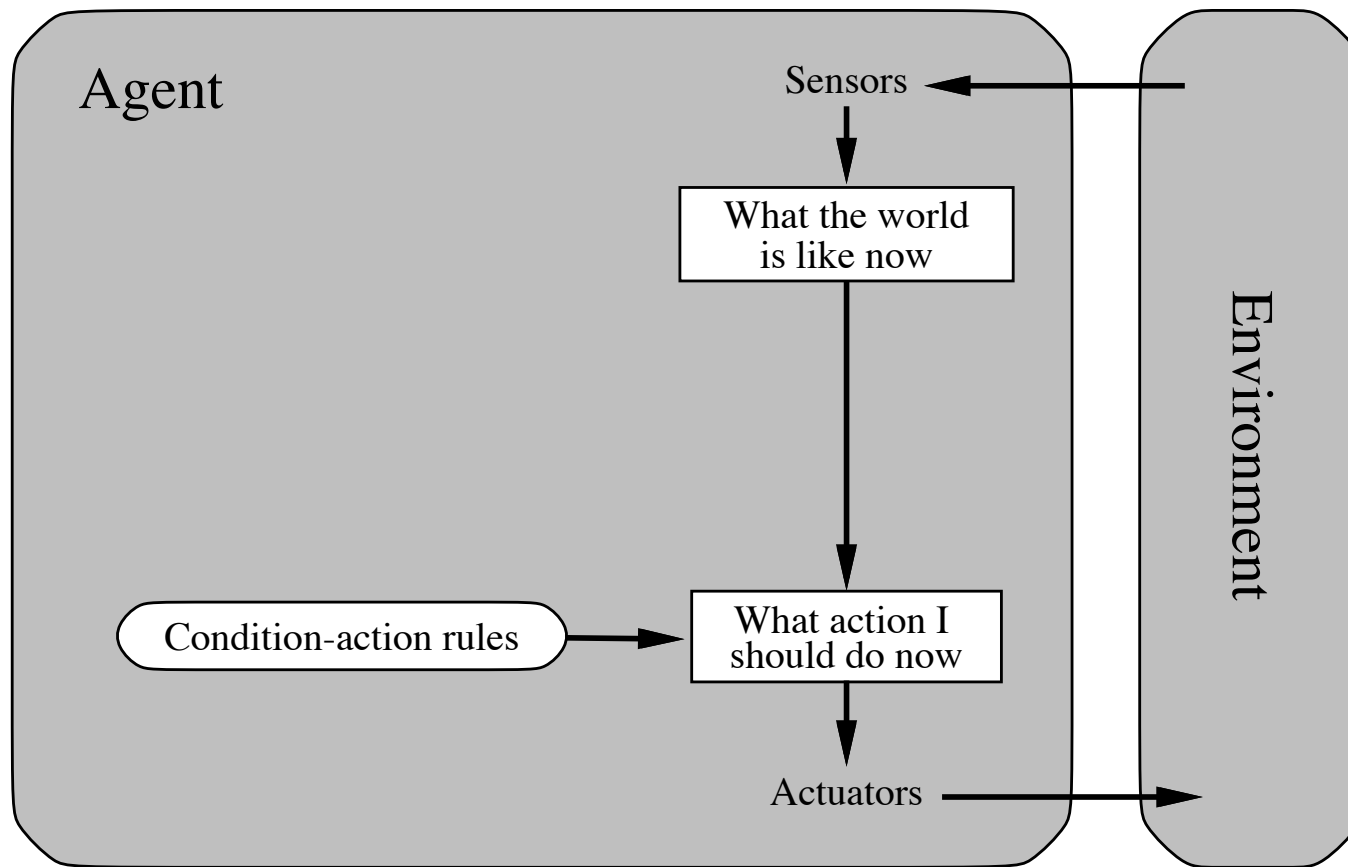 Agent
Sensors
What the world
is like now
Environment
Condition-action rules
What action I
should do now
Actuators